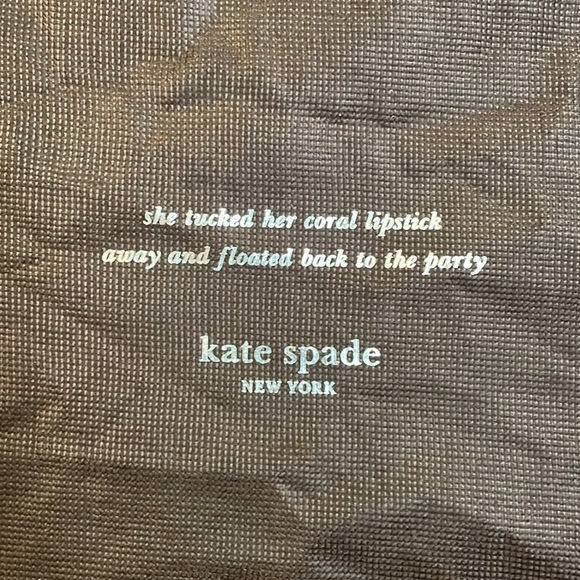 she tucked her coral lipstick
away and floated back to the party
kate spade
NEW YORK